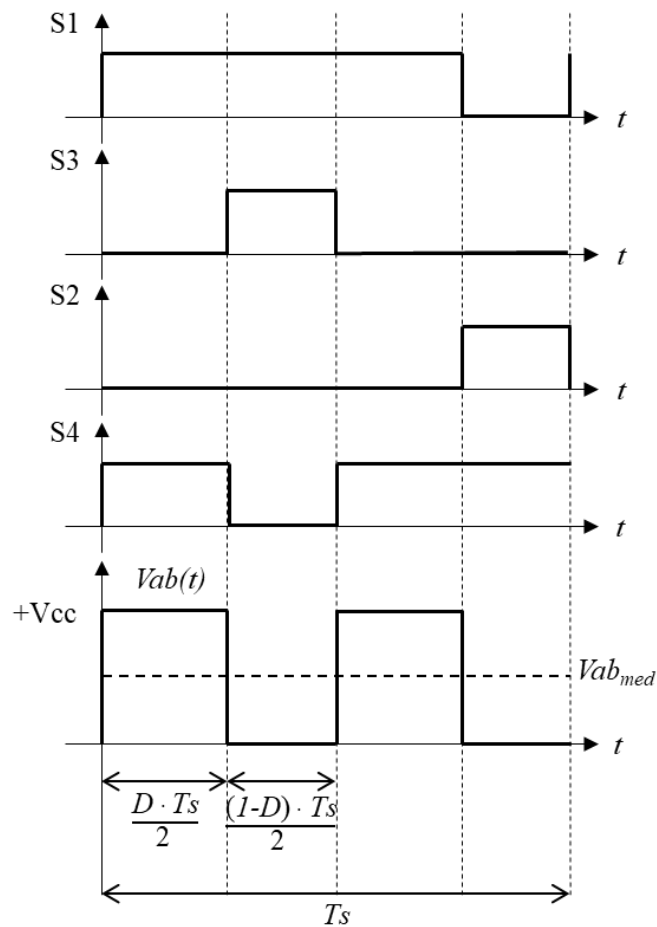 S1
t
S3
t
S2
t
S4
t
Vab(t)
+Vcc
Vab_med
t
D · Ts
2
(1-D) · Ts
2
Ts